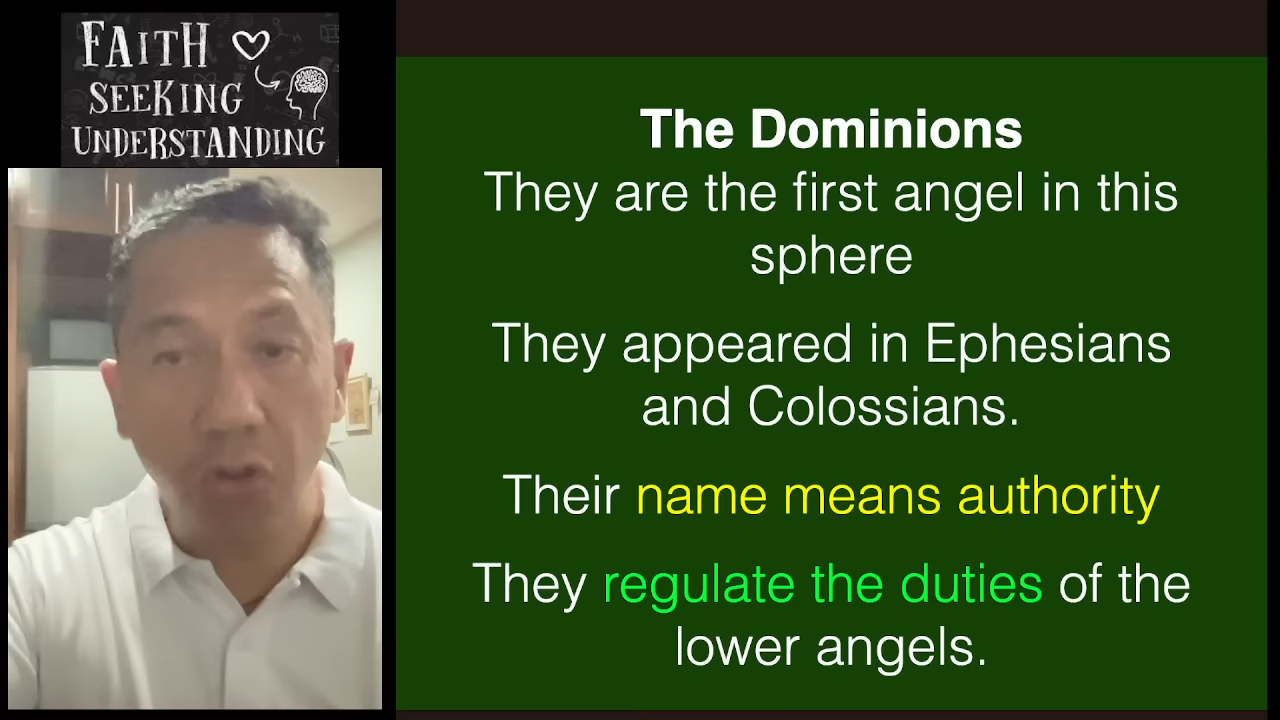 FAITH
SEEKING
UNDERSTANDING
The Dominions
They are the first angel in this
sphere
They appeared in Ephesians
and Colossians.
Their name means authority
They regulate the duties of the
lower angels.